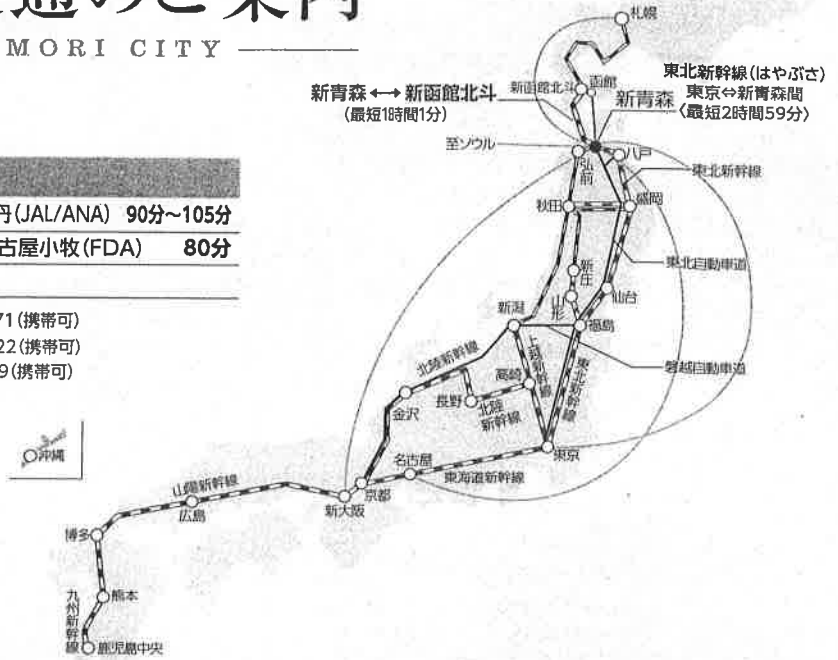 通のご案内
MORI CITY
丹(JAL/ANA) 90分～105分
古屋小牧(FDA) 80分
71(携帯可)
22(携帯可)
9(携帯可)
沖縄
札幌
新青森⟷新函館北斗
(最短1時間1分)
新函館北斗
函館
新青森
東北新幹線(はやぶさ)
東京⇔新青森間
〈最短2時間59分〉
至ソウル
弘前
八戸
東北新幹線
秋田
盛岡
東北自動車道
新庄
山形
仙台
新潟
福島
磐越自動車道
北陸新幹線
上越新幹線
東北新幹線
高崎
長野
北陸新幹線
金沢
東京
名古屋
東海道新幹線
京都
新大阪
山陽新幹線
広島
博多
熊本
九州新幹線
鹿児島中央